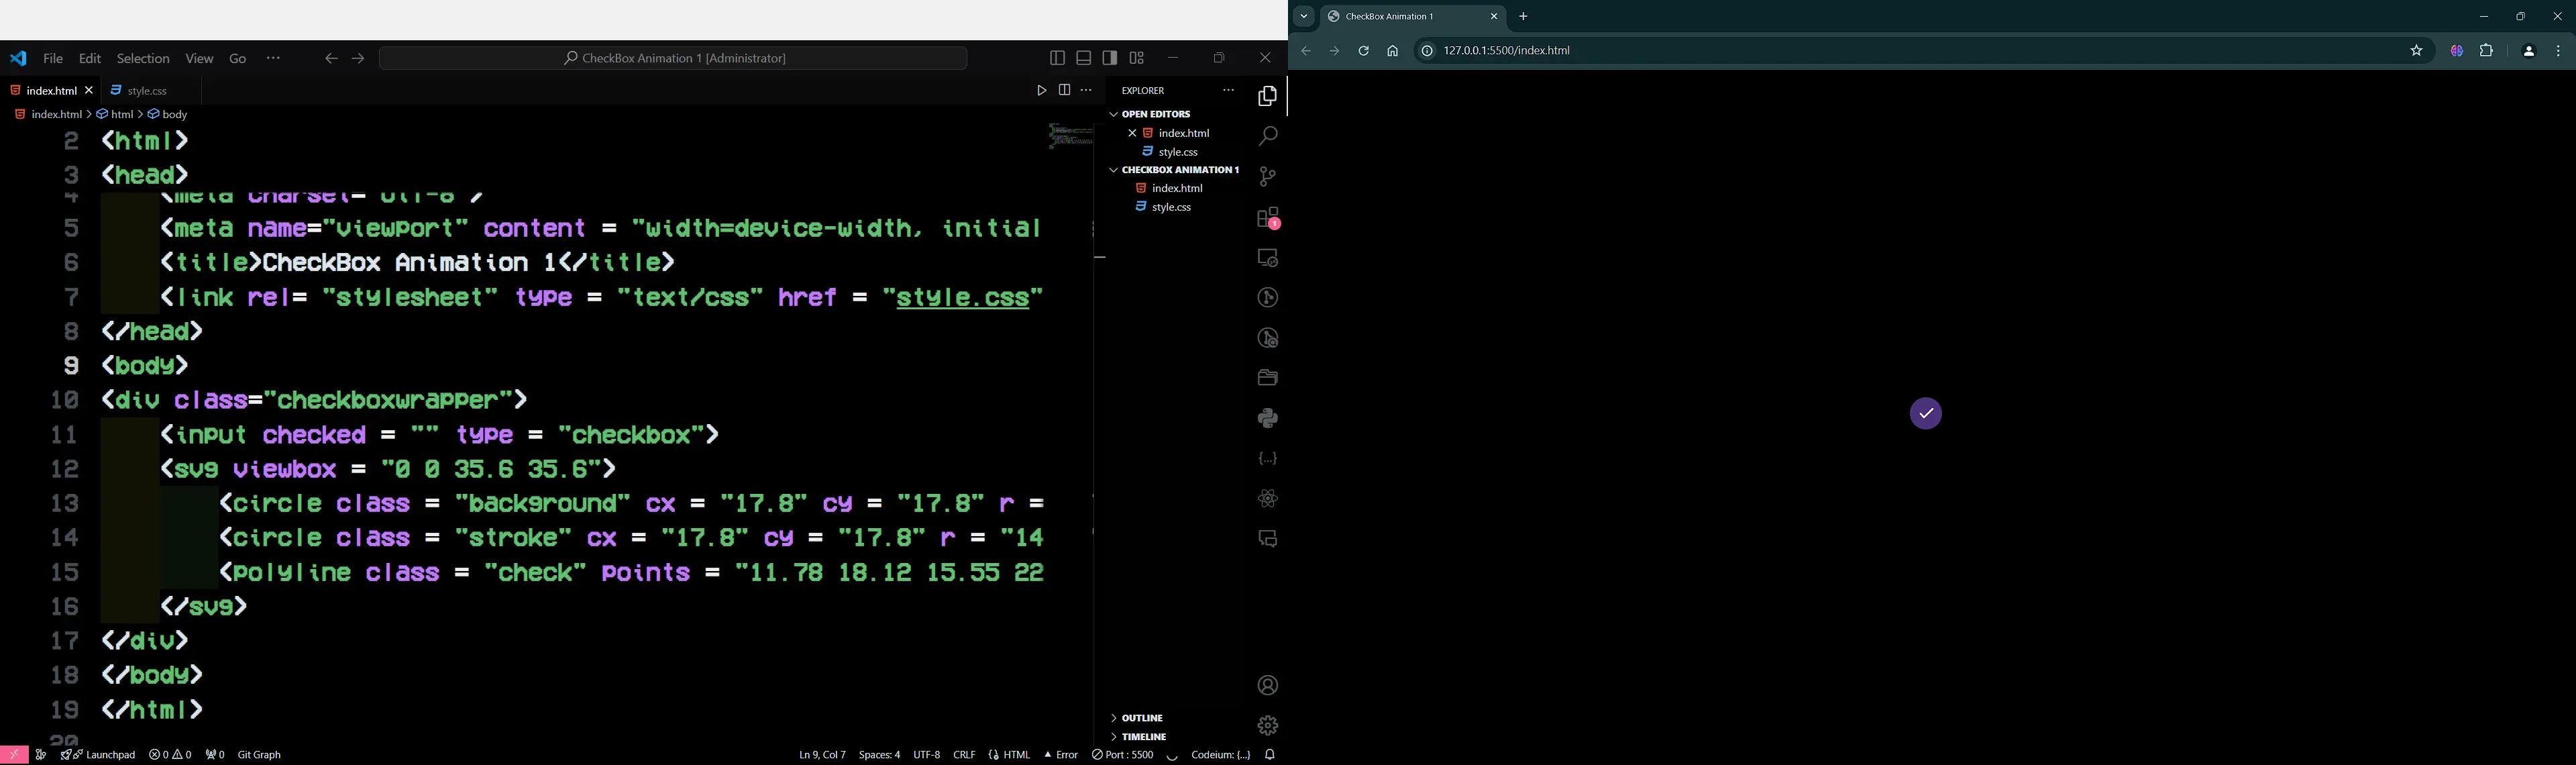 File Edit Selection View Go ··· CheckBox Animation 1 [Administrator]
index.html style.css
index.html > html > body
2 <html>
3 <head>
4 <meta charset= "utf-8"/>
5 <meta name="viewport" content = "width=device-width, initial
6 <title>CheckBox Animation 1</title>
7 <link rel= "stylesheet" type = "text/css" href = "style.css"
8 </head>
9 <body>
10 <div class="checkboxwrapper">
11 <input checked = "" type = "checkbox">
12 <svg viewbox = "0 0 35.6 35.6">
13 <circle class = "background" cx = "17.8" cy = "17.8" r =
14 <circle class = "stroke" cx = "17.8" cy = "17.8" r = "14
15 <polyline class = "check" points = "11.78 18.12 15.55 22
16 </svg>
17 </div>
18 </body>
19 </html>
20
EXPLORER
OPEN EDITORS
index.html
style.css
CHECKBOX ANIMATION 1
index.html
style.css
OUTLINE
TIMELINE
1
Launchpad 0 0 0 Git Graph Ln 9, Col 7 Spaces: 4 UTF-8 CRLF HTML Error Port : 5500 Codeium: {...}
CheckBox Animation 1
127.0.0.1:5500/index.html